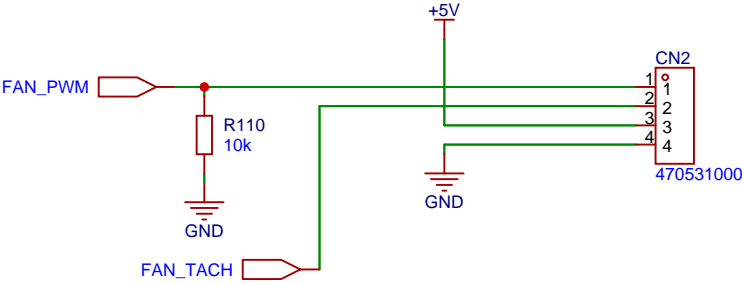 +5V
CN2
FAN_PWM
1 1
2 2
3 3
4 4
R110
10k
470531000
GND
GND
FAN_TACH